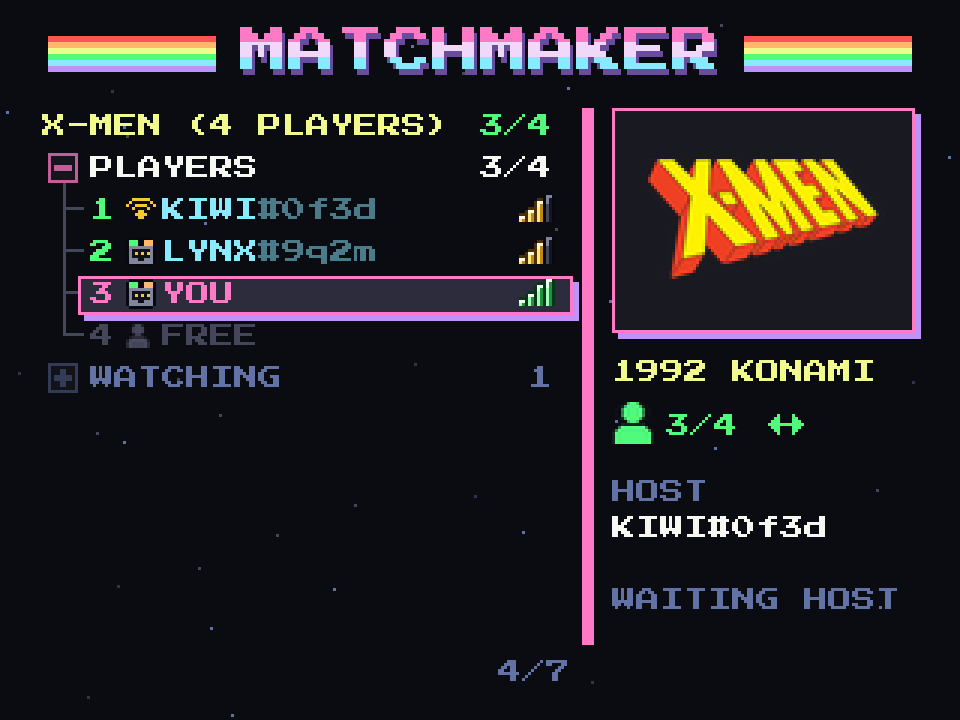 MATCHMAKER
X-MEN (4 PLAYERS) 3/4
PLAYERS 3/4
1 KIWI#0f3d
2 LYNX#9q2m
3 YOU
4 FREE
WATCHING 1
4/7
X-MEN
1992 KONAMI
3/4
HOST
KIWI#0f3d
WAITING HOST